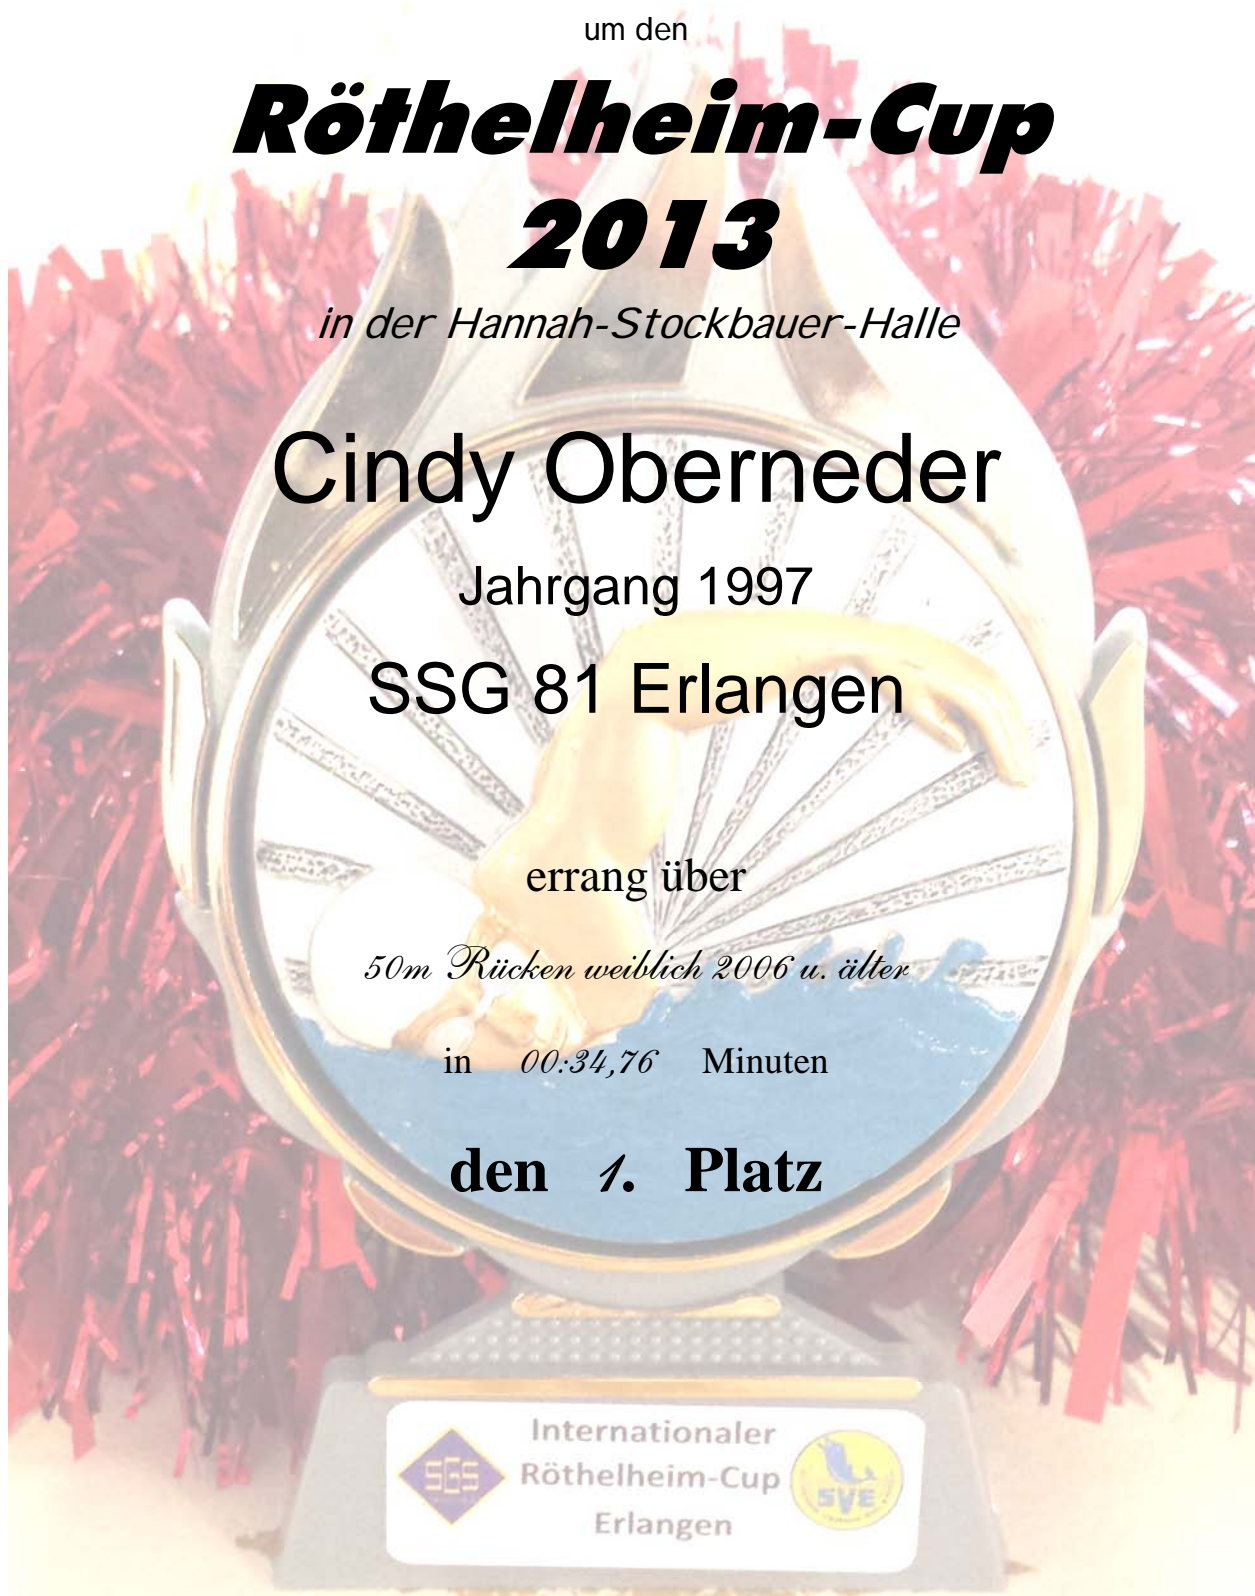 um den
Röthelheim-Cup
2013
in der Hannah-Stockbauer-Halle
Cindy Oberneder
Jahrgang 1997
SSG 81 Erlangen
errang über
50m Rücken weiblich 2006 u. älter
in 00:34,76 Minuten
den 1. Platz
Internationaler
SGS Röthelheim-Cup SVE
Erlangen